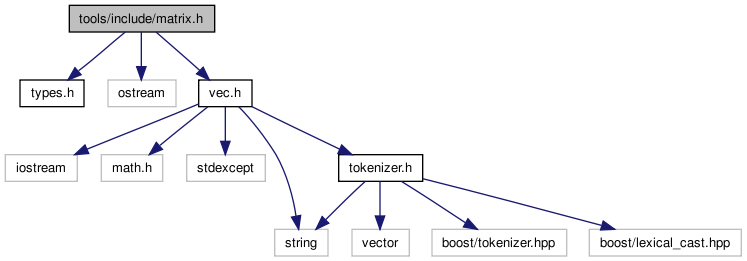 tools/include/matrix.h
types.h
ostream
vec.h
iostream
math.h
stdexcept
tokenizer.h
string
vector
boost/tokenizer.hpp
boost/lexical_cast.hpp